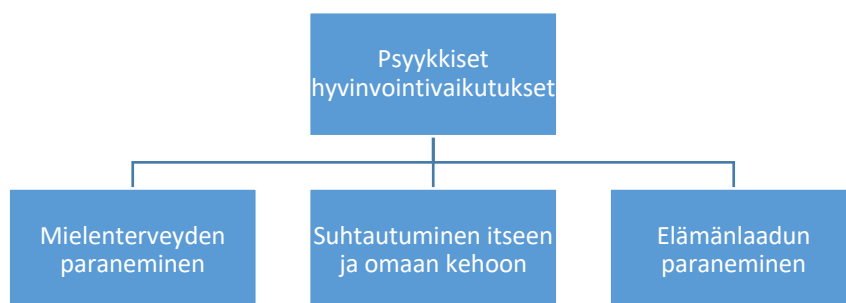 Psyykkiset
hyvinvointivaikutukset
Mielenterveyden
paraneminen
Suhtautuminen itseen
ja omaan kehoon
Elämänlaadun
paraneminen